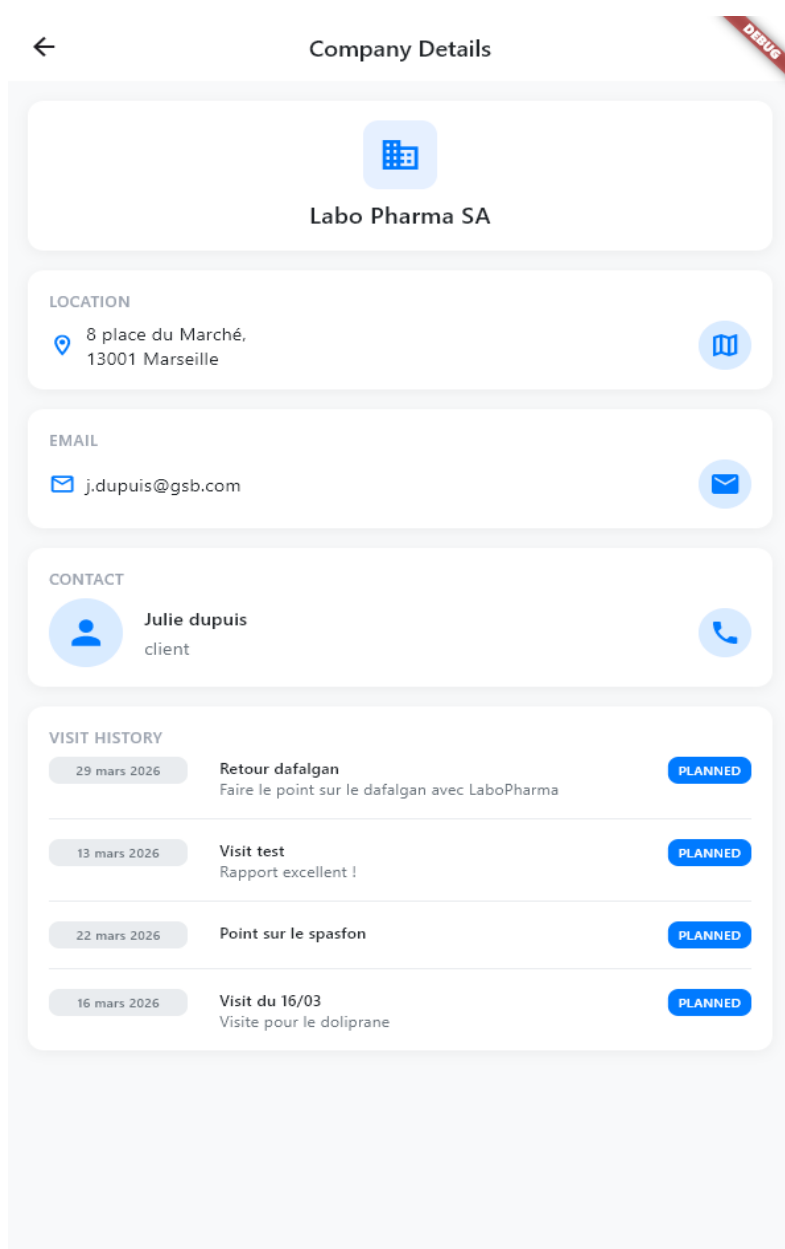 Company Details
DEBUG
Labo Pharma SA
LOCATION
8 place du Marché,
13001 Marseille
EMAIL
j.dupuis@gsb.com
CONTACT
Julie dupuis
client
VISIT HISTORY
29 mars 2026 Retour dafalgan PLANNED
Faire le point sur le dafalgan avec LaboPharma
13 mars 2026 Visit test PLANNED
Rapport excellent !
22 mars 2026 Point sur le spasfon PLANNED
16 mars 2026 Visit du 16/03 PLANNED
Visite pour le doliprane